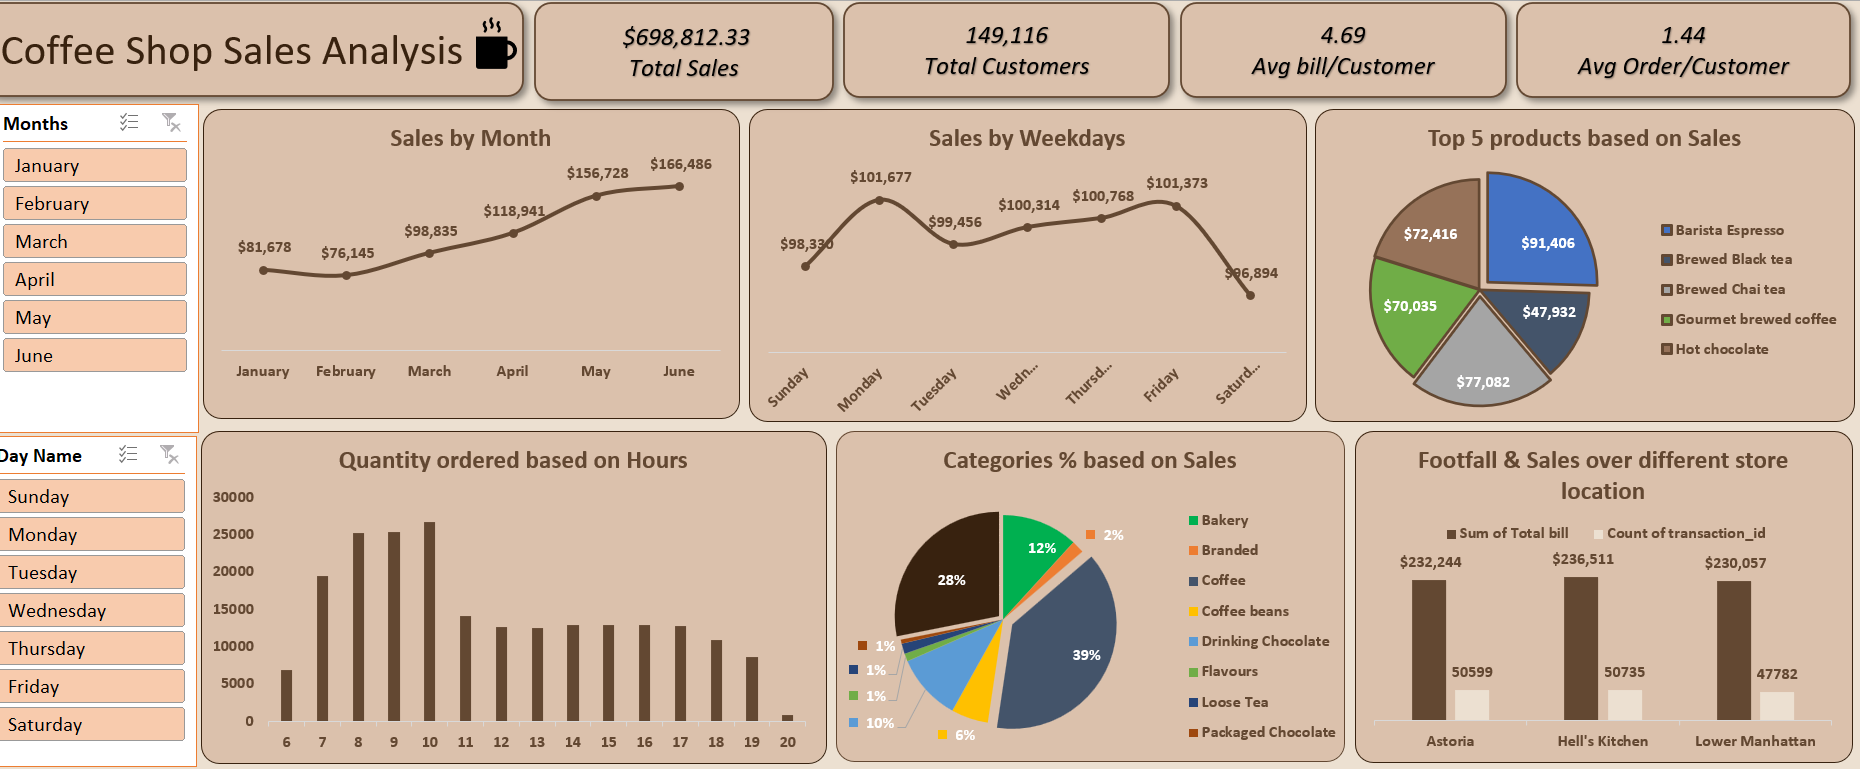 Coffee Shop Sales Analysis
$698,812.33
Total Sales
149,116
Total Customers
4.69
Avg bill/Customer
1.44
Avg Order/Customer
Months
January
February
March
April
May
June
Sales by Month
$81,678
$76,145
$98,835
$118,941
$156,728
$166,486
January February March April May June
Sales by Weekdays
$98,330
$101,677
$99,456
$100,314
$100,768
$101,373
$96,894
Sunday Monday Tuesday Wedn... Thursd... Friday Saturd...
Top 5 products based on Sales
$91,406
$47,932
$77,082
$70,035
$72,416
Barista Espresso
Brewed Black tea
Brewed Chai tea
Gourmet brewed coffee
Hot chocolate
Day Name
Sunday
Monday
Tuesday
Wednesday
Thursday
Friday
Saturday
Quantity ordered based on Hours
30000
25000
20000
15000
10000
5000
0
6 7 8 9 10 11 12 13 14 15 16 17 18 19 20
Categories % based on Sales
12%
2%
39%
6%
10%
1%
1%
1%
28%
Bakery
Branded
Coffee
Coffee beans
Drinking Chocolate
Flavours
Loose Tea
Packaged Chocolate
Footfall & Sales over different store
location
Sum of Total bill Count of transaction_id
$232,244
$236,511
$230,057
50599
50735
47782
Astoria Hell's Kitchen Lower Manhattan